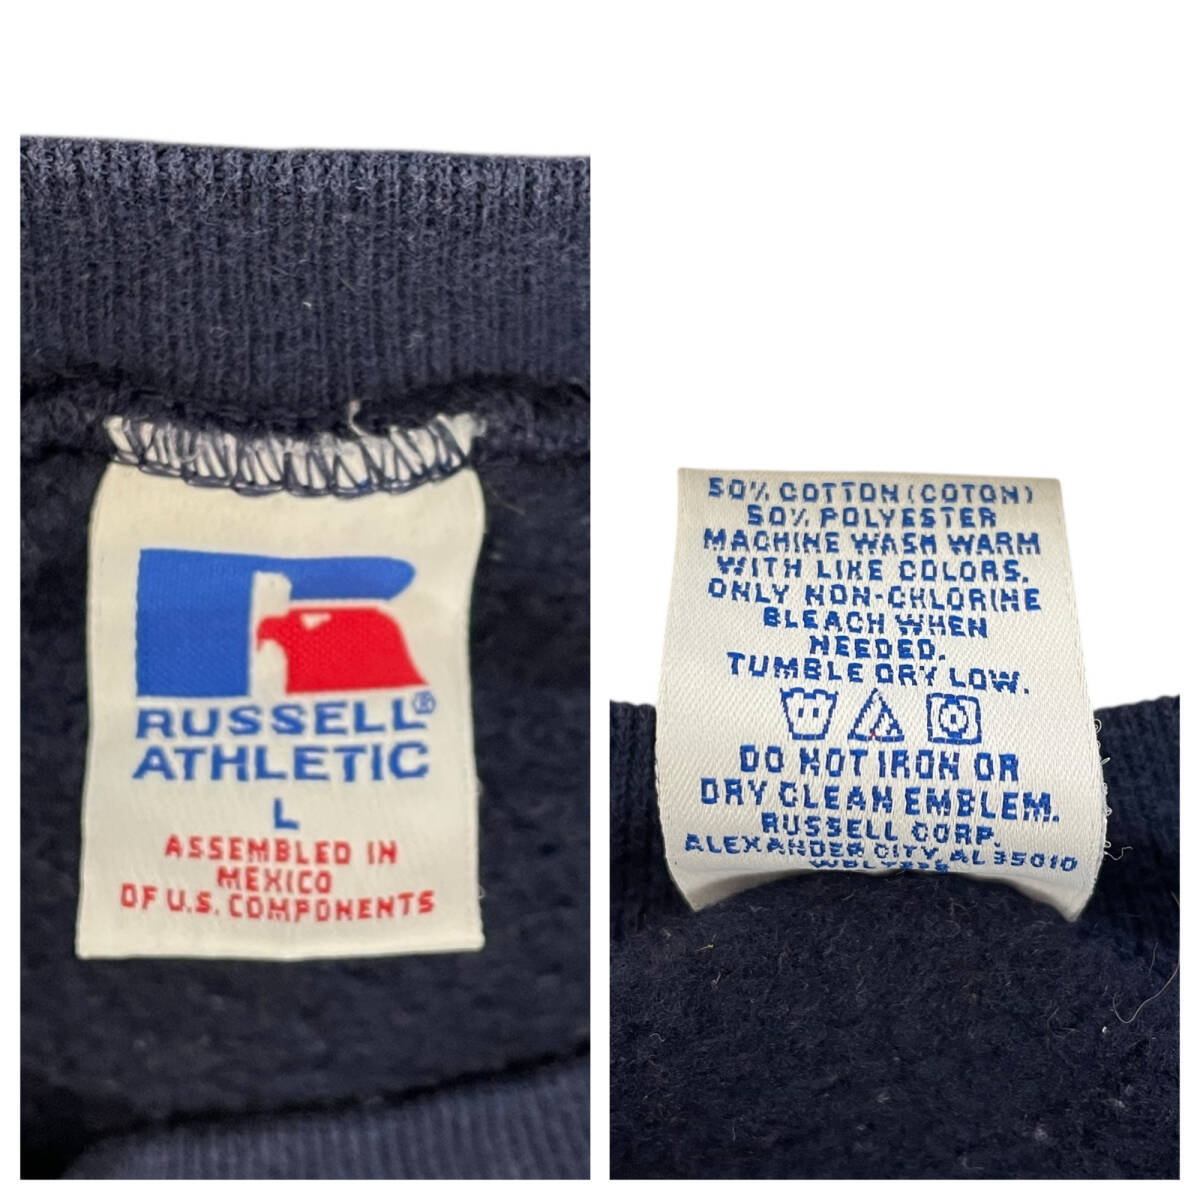 RUSSELL®
ATHLETIC
L
ASSEMBLED IN
MEXICO
OF U.S. COMPONENTS
50% COTTON (COTON)
50% POLYESTER
MACHINE WASH WARM
WITH LIKE COLORS.
ONLY NON-CHLORINE
BLEACH WHEN
NEEDED.
TUMBLE DRY LOW.
DO NOT IRON OR
DRY CLEAN EMBLEM.
RUSSELL CORP.
ALEXANDER CITY, AL 35010